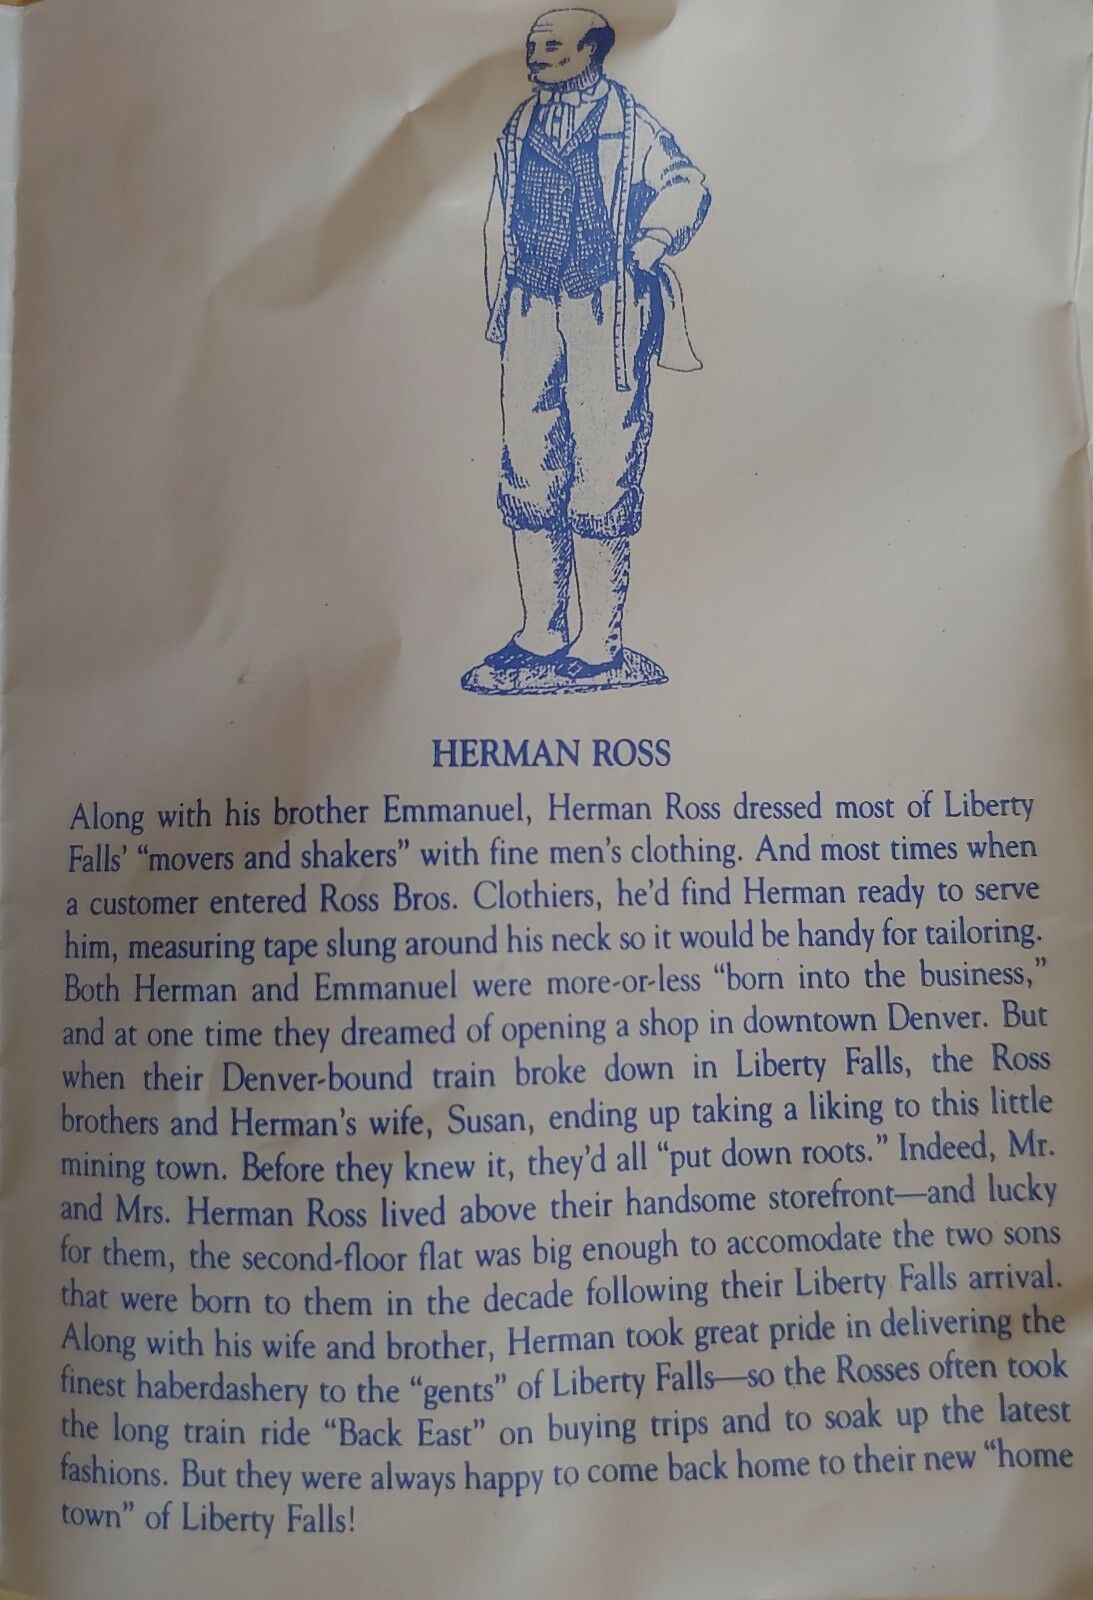 HERMAN ROSS
Along with his brother Emmanuel, Herman Ross dressed most of Liberty
Falls' “movers and shakers” with fine men's clothing. And most times when
a customer entered Ross Bros. Clothiers, he'd find Herman ready to serve
him, measuring tape slung around his neck so it would be handy for tailoring.
Both Herman and Emmanuel were more-or-less “born into the business,”
and at one time they dreamed of opening a shop in downtown Denver. But
when their Denver-bound train broke down in Liberty Falls, the Ross
brothers and Herman's wife, Susan, ending up taking a liking to this little
mining town. Before they knew it, they'd all “put down roots.” Indeed, Mr.
and Mrs. Herman Ross lived above their handsome storefront—and lucky
for them, the second-floor flat was big enough to accomodate the two sons
that were born to them in the decade following their Liberty Falls arrival.
Along with his wife and brother, Herman took great pride in delivering the
finest haberdashery to the “gents” of Liberty Falls—so the Rosses often took
the long train ride “Back East” on buying trips and to soak up the latest
fashions. But they were always happy to come back home to their new “home
town” of Liberty Falls!